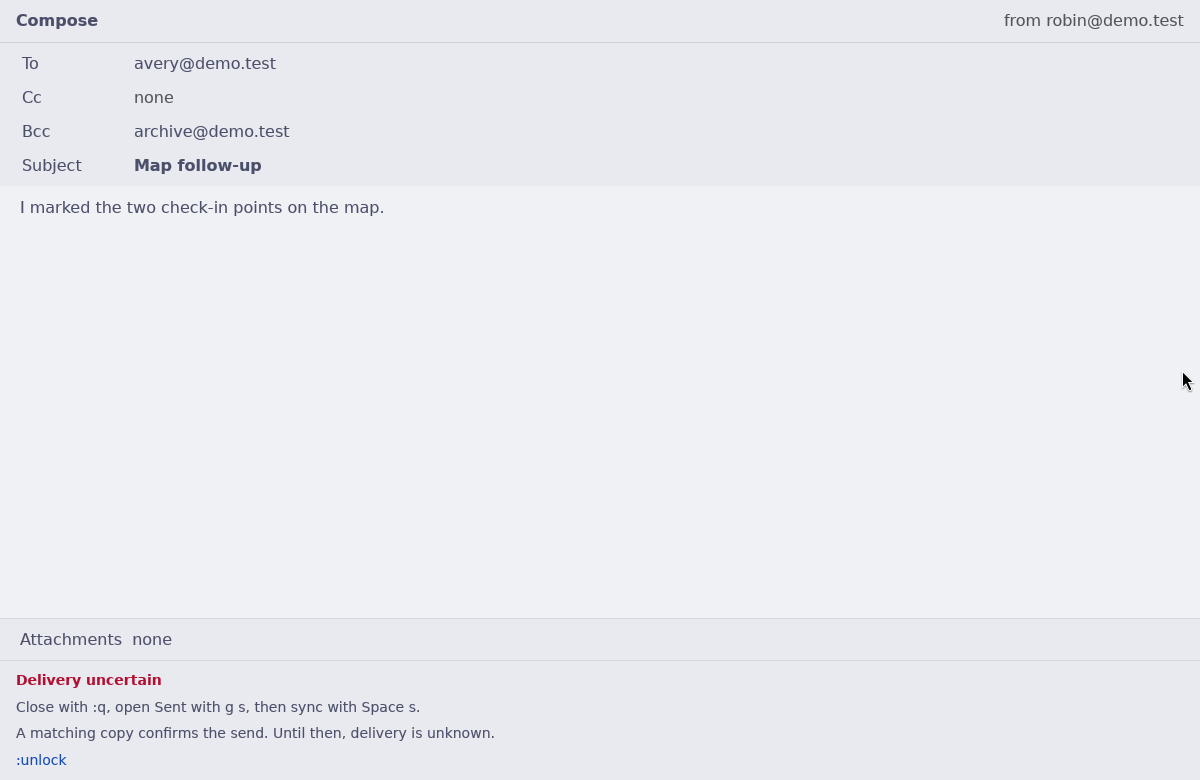 Compose
from robin@demo.test
To avery@demo.test
Cc none
Bcc archive@demo.test
Subject Map follow-up
I marked the two check-in points on the map.
Attachments none
Delivery uncertain
Close with :q, open Sent with g s, then sync with Space s.
A matching copy confirms the send. Until then, delivery is unknown.
:unlock